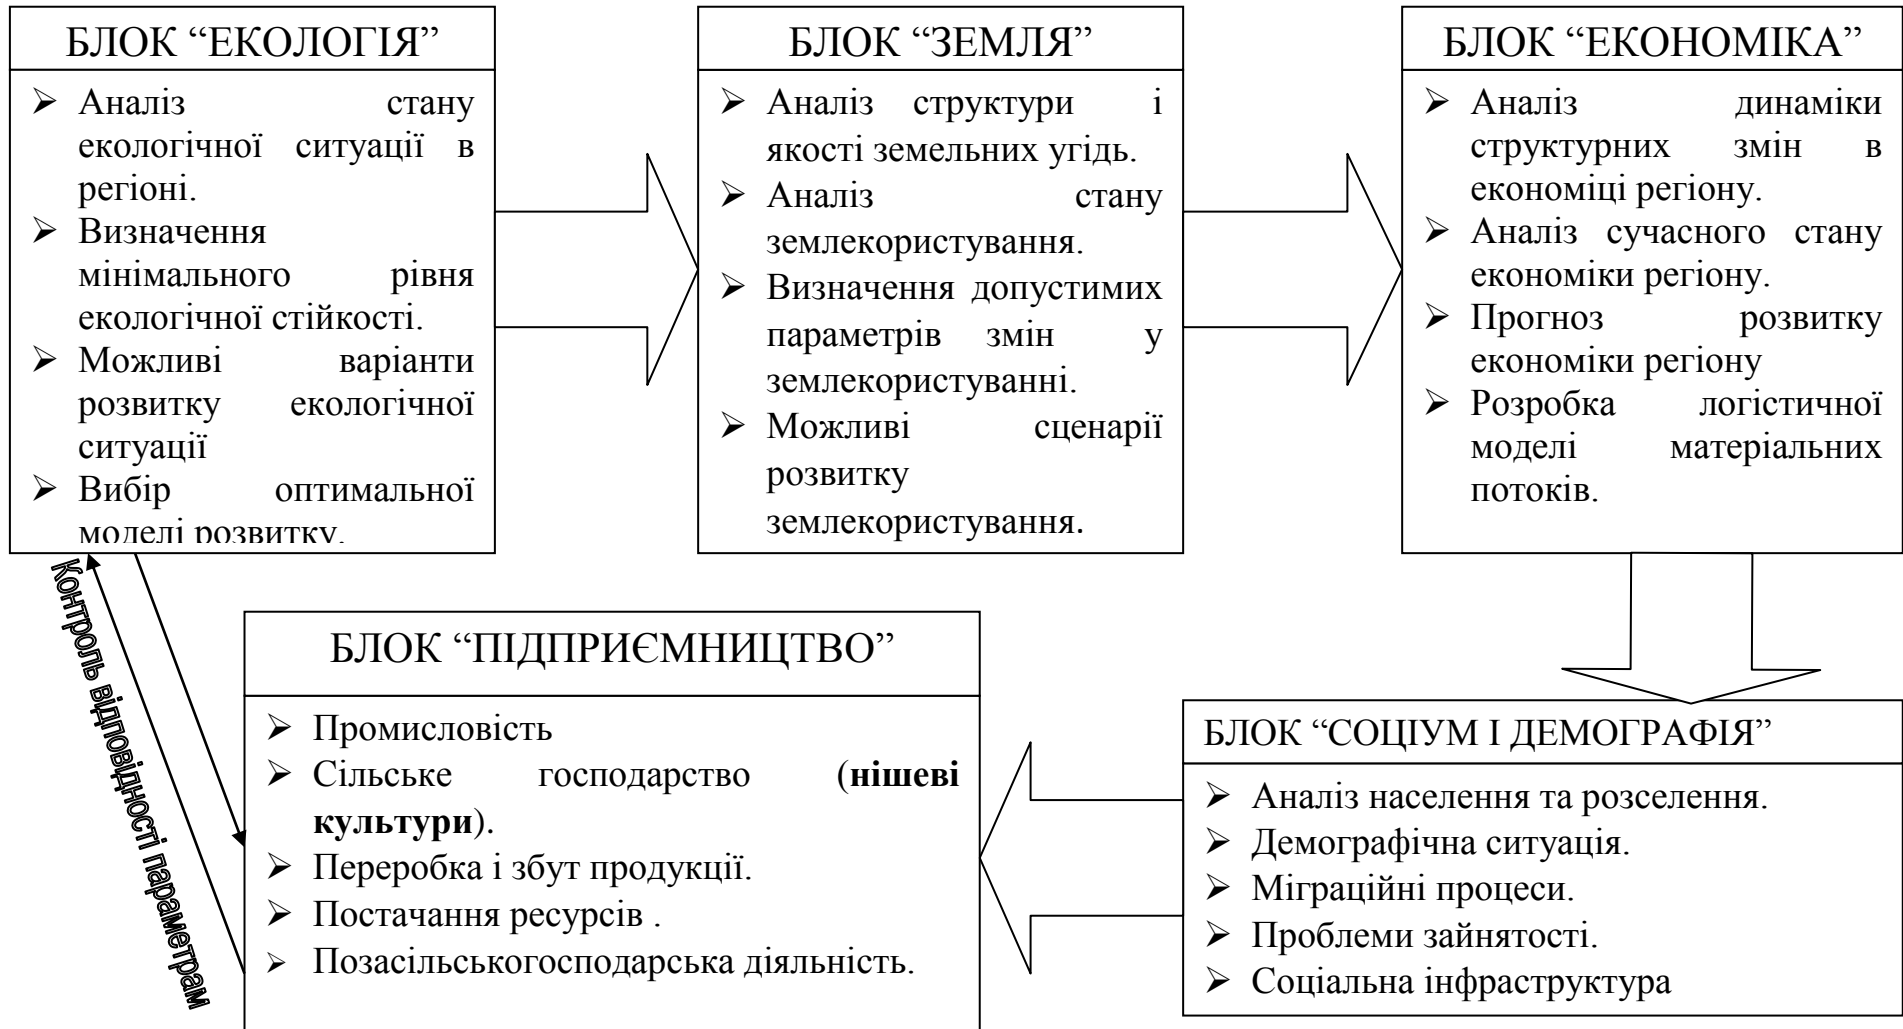 БЛОК “ЕКОЛОГІЯ”
➢ Аналіз стану
екологічної ситуації в
регіоні.
➢ Визначення
мінімального рівня
екологічної стійкості.
➢ Можливі варіанти
розвитку екологічної
ситуації
➢ Вибір оптимальної
моделі розвитку.
БЛОК “ЗЕМЛЯ”
➢ Аналіз структури і
якості земельних угідь.
➢ Аналіз стану
землекористування.
➢ Визначення допустимих
параметрів змін у
землекористуванні.
➢ Можливі сценарії
розвитку
землекористування.
БЛОК “ЕКОНОМІКА”
➢ Аналіз динаміки
структурних змін в
економіці регіону.
➢ Аналіз сучасного стану
економіки регіону.
➢ Прогноз розвитку
економіки регіону
➢ Розробка логістичної
моделі матеріальних
потоків.
Контроль відповідності параметрам
БЛОК “ПІДПРИЄМНИЦТВО”
➢ Промисловість
➢ Сільське господарство (нішеві
культури).
➢ Переробка і збут продукції.
➢ Постачання ресурсів .
➢ Позасільськогосподарська діяльність.
БЛОК “СОЦІУМ І ДЕМОГРАФІЯ”
➢ Аналіз населення та розселення.
➢ Демографічна ситуація.
➢ Міграційні процеси.
➢ Проблеми зайнятості.
➢ Соціальна інфраструктура